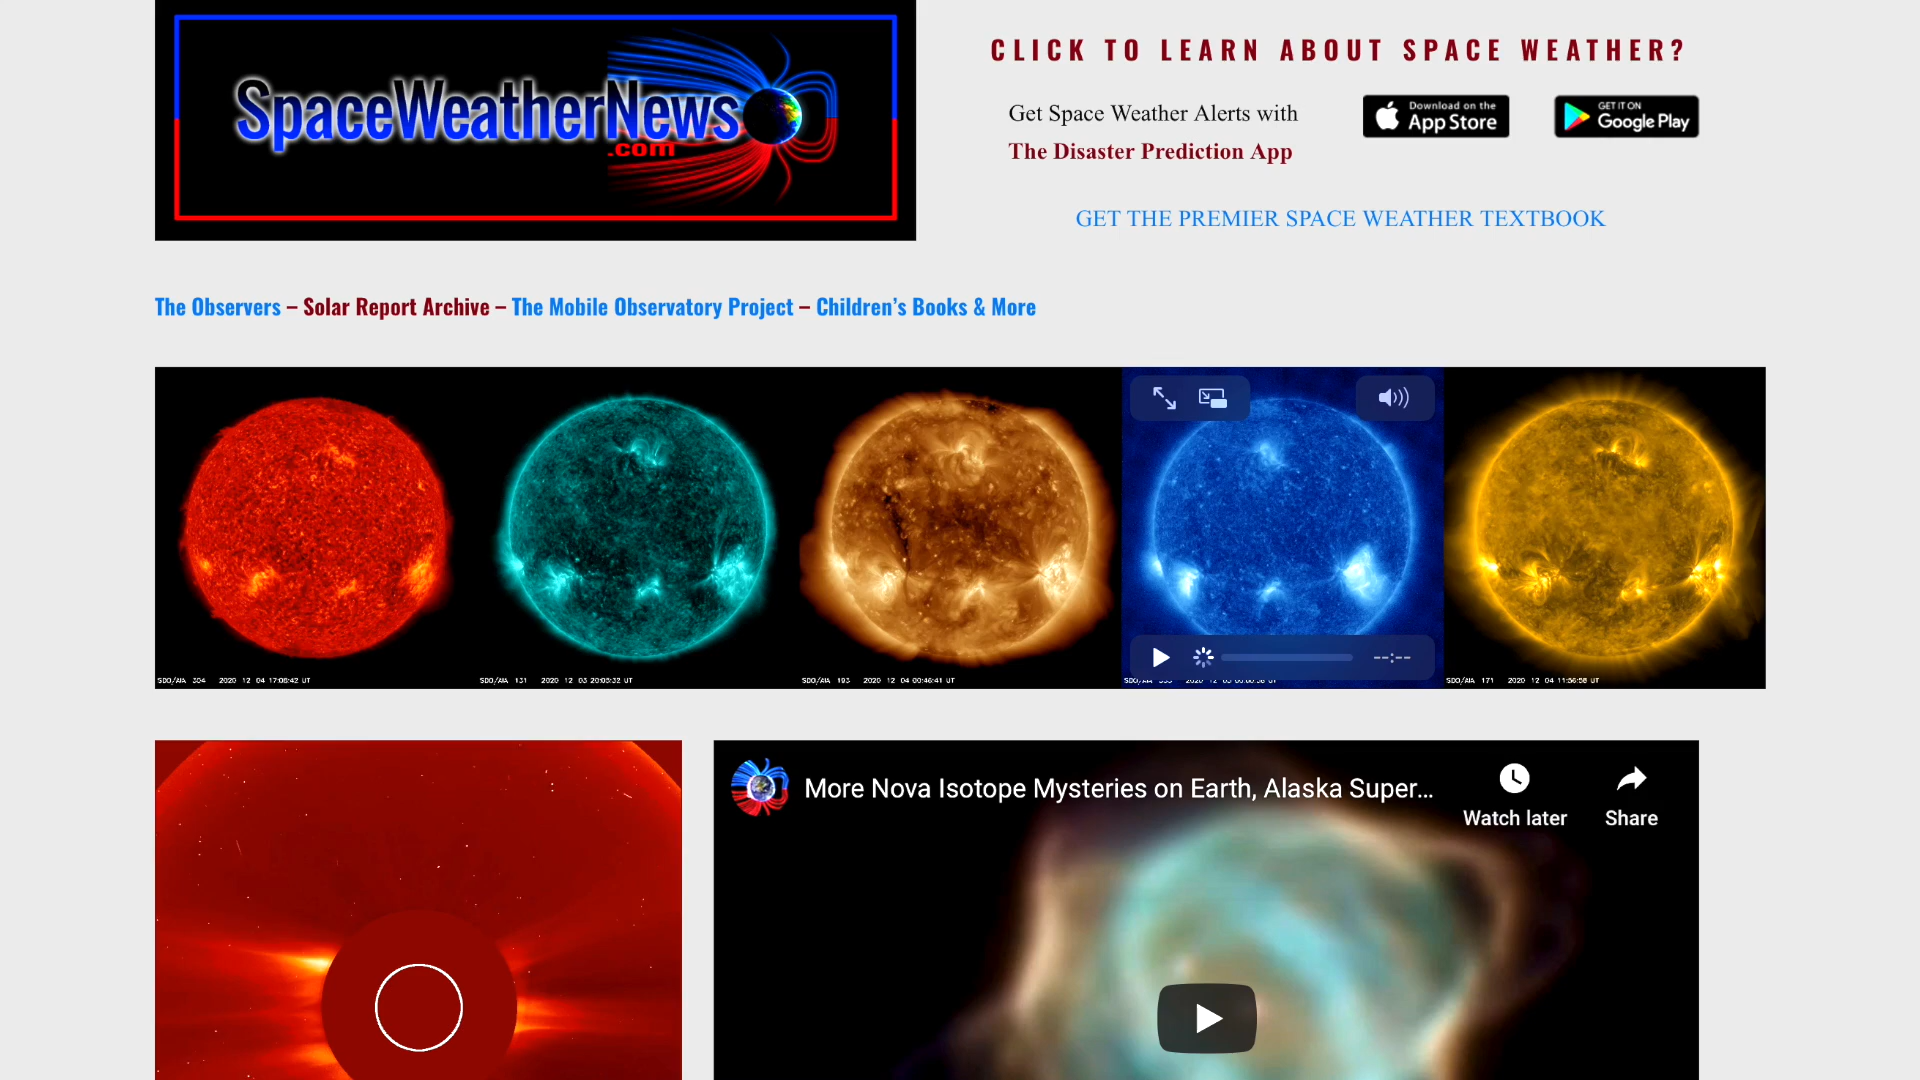 SpaceWeatherNews
.com
CLICK TO LEARN ABOUT SPACE WEATHER?
Get Space Weather Alerts with
The Disaster Prediction App
Download on the
App Store
GET IT ON
Google Play
GET THE PREMIER SPACE WEATHER TEXTBOOK
The Observers – Solar Report Archive – The Mobile Observatory Project – Children’s Books & More
--:--
SDO/AIA 304 2020 12 04 17:06:42 UT
SDO/AIA 131 2020 12 03 20:05:32 UT
SDO/AIA 193 2020 12 04 00:46:41 UT
SDO/AIA 171 2020 12 04 11:56:58 UT
More Nova Isotope Mysteries on Earth, Alaska Super...
Watch later
Share